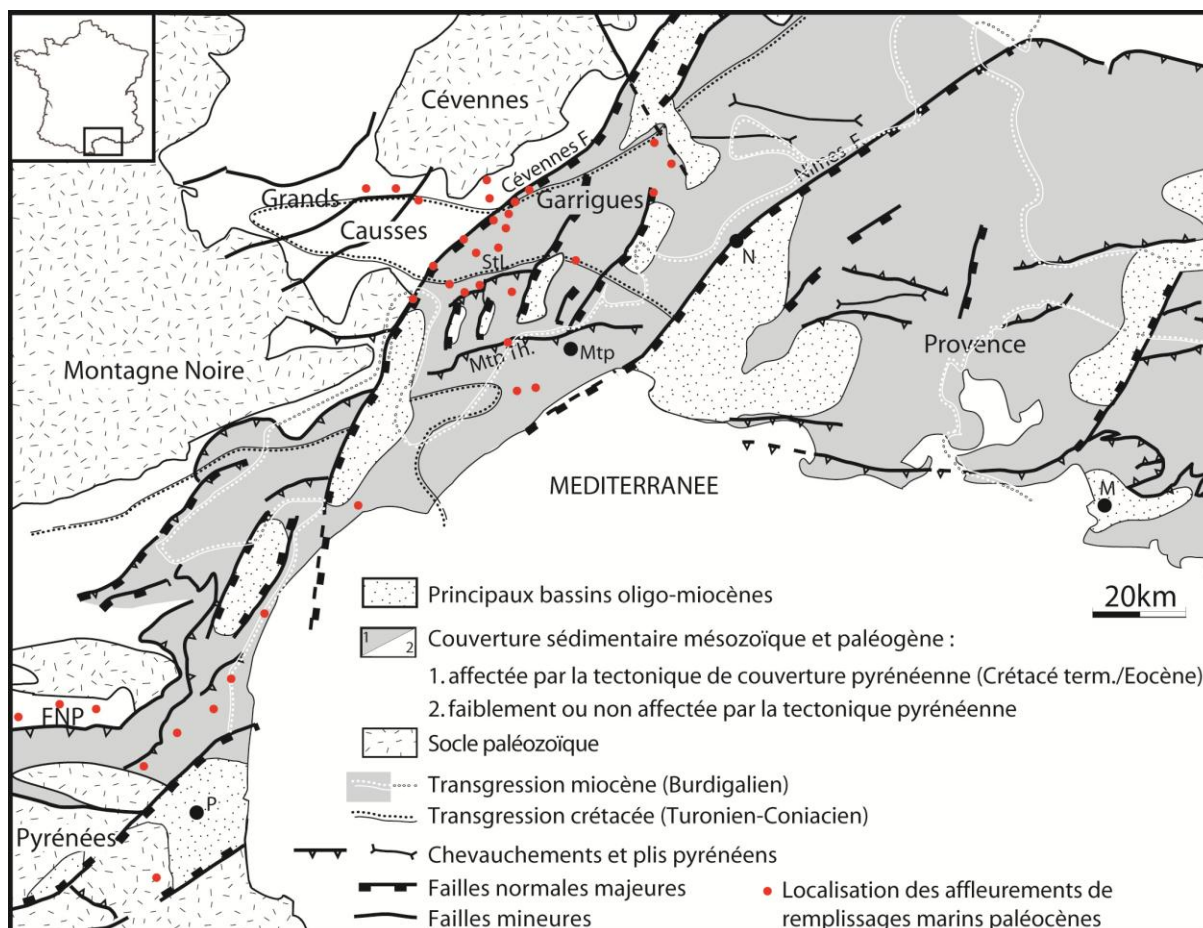 Cévennes
Cévennes F.
Nîmes F.
Grands
Causses
Garrigues
N
Stl.
Mtp Th.
Mtp
Provence
Montagne Noire
MEDITERRANEE
M
Principaux bassins oligo-miocènes
20km
1
2
Couverture sédimentaire mésozoïque et paléogène :
1. affectée par la tectonique de couverture pyrénéenne (Crétacé term./Eocène)
2. faiblement ou non affectée par la tectonique pyrénéenne
FNP
Socle paléozoïque
Transgression miocène (Burdigalien)
P
Transgression crétacée (Turonien-Coniacien)
Pyrénées
Chevauchements et plis pyrénéens
Failles normales majeures
Localisation des affleurements de
Failles mineures
remplissages marins paléocènes